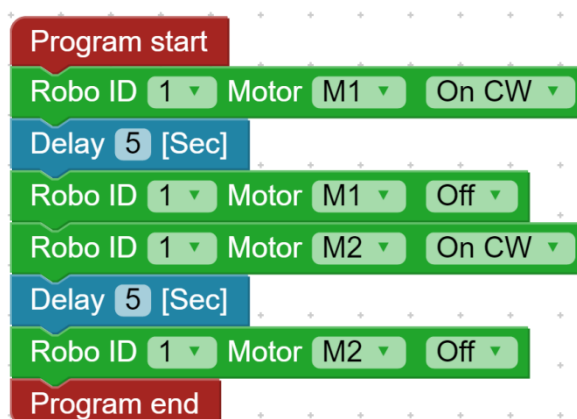 Program start
Robo ID 1 Motor M1 On CW
Delay 5 [Sec]
Robo ID 1 Motor M1 Off
Robo ID 1 Motor M2 On CW
Delay 5 [Sec]
Robo ID 1 Motor M2 Off
Program end